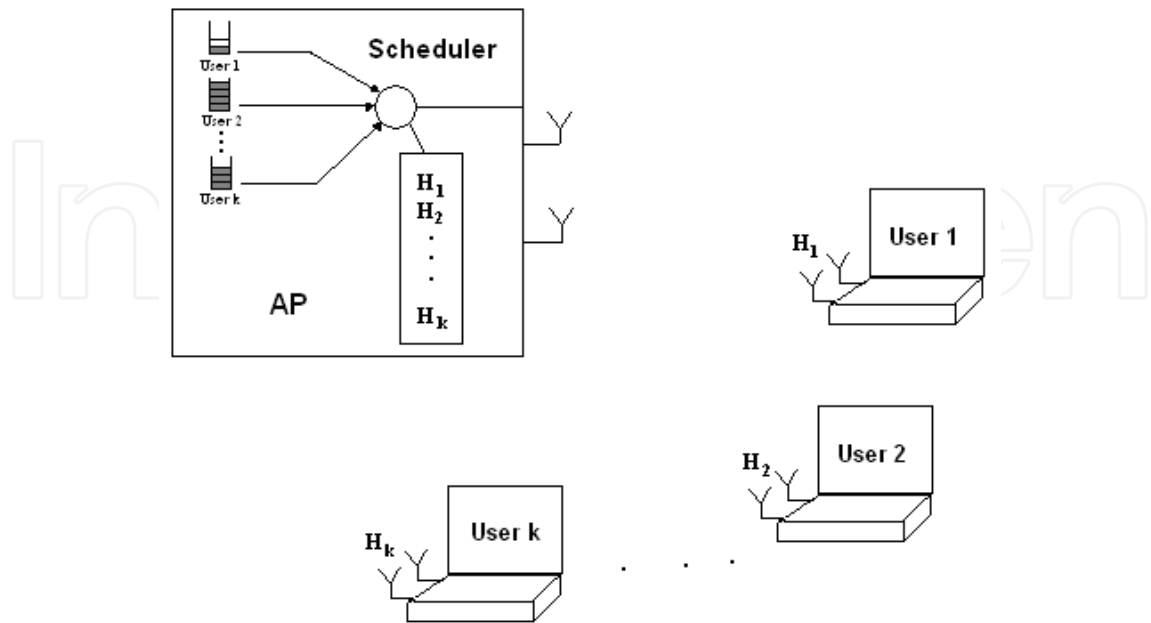 Scheduler
User 1
User 2
User k
H1
H2
Hk
AP
H1
User 1
H2
User 2
Hk
User k